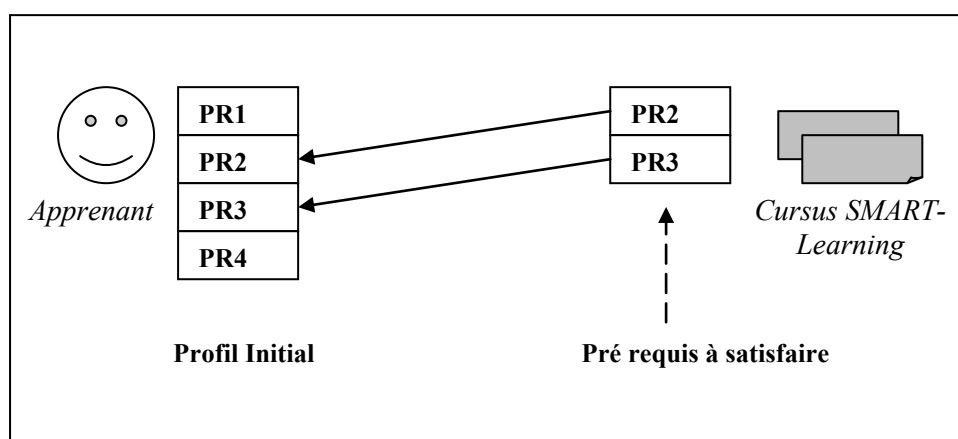 PR1
PR2
PR3
PR4
Apprenant
Profil Initial
PR2
PR3
Cursus SMART-
Learning
Pré requis à satisfaire